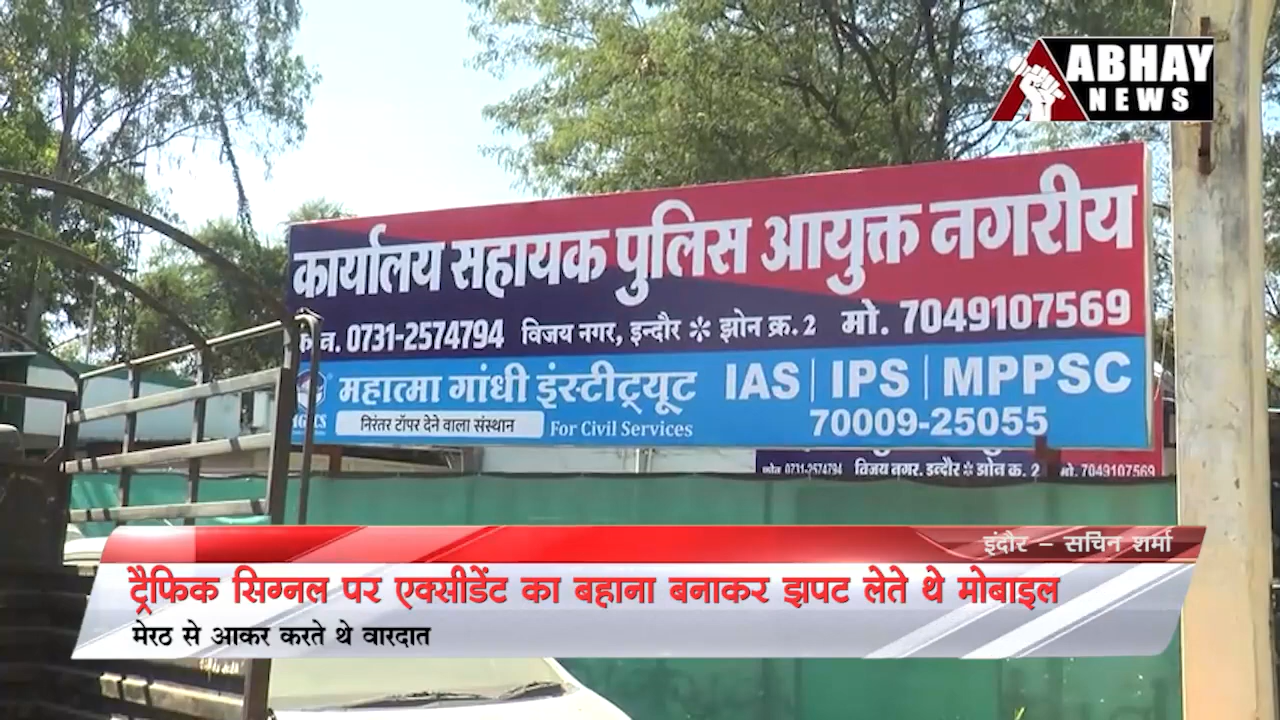 ABHAY
NEWS
कार्यालय सहायक पुलिस आयुक्त नगरीय
0731-2574794 विजय नगर, इन्दौर ✻ झोन क्र. 2 मो. 7049107569
महात्मा गांधी इंस्टीट्यूट IAS | IPS | MPPSC
निरंतर टॉपर देने वाला संस्थान For Civil Services 70009-25055
फोन. 0731-2574794 विजय नगर, इन्दौर ✻ झोन क्र. 2 मो. 7049107569
इंदौर – सचिन शर्मा
ट्रैफिक सिग्नल पर एक्सीडेंट का बहाना बनाकर झपट लेते थे मोबाइल
मेरठ से आकर करते थे वारदात